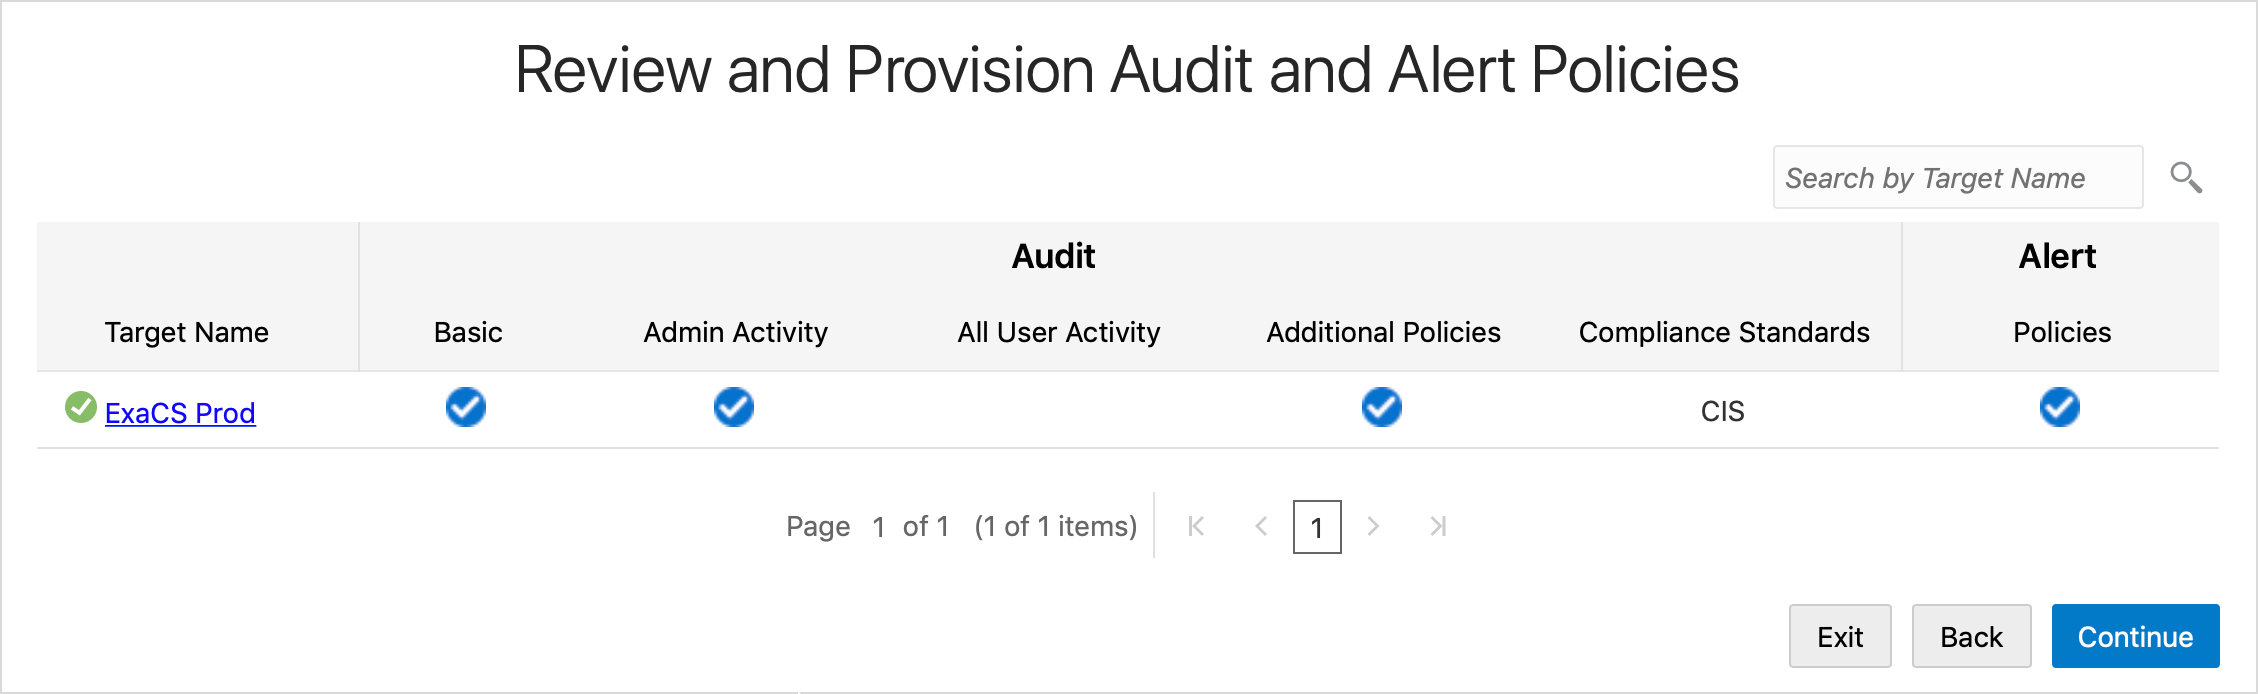 Review and Provision Audit and Alert Policies
Search by Target Name
Audit Alert
Target Name Basic Admin Activity All User Activity Additional Policies Compliance Standards Policies
ExaCS Prod CIS
Page 1 of 1 (1 of 1 items) 1
Exit Back Continue